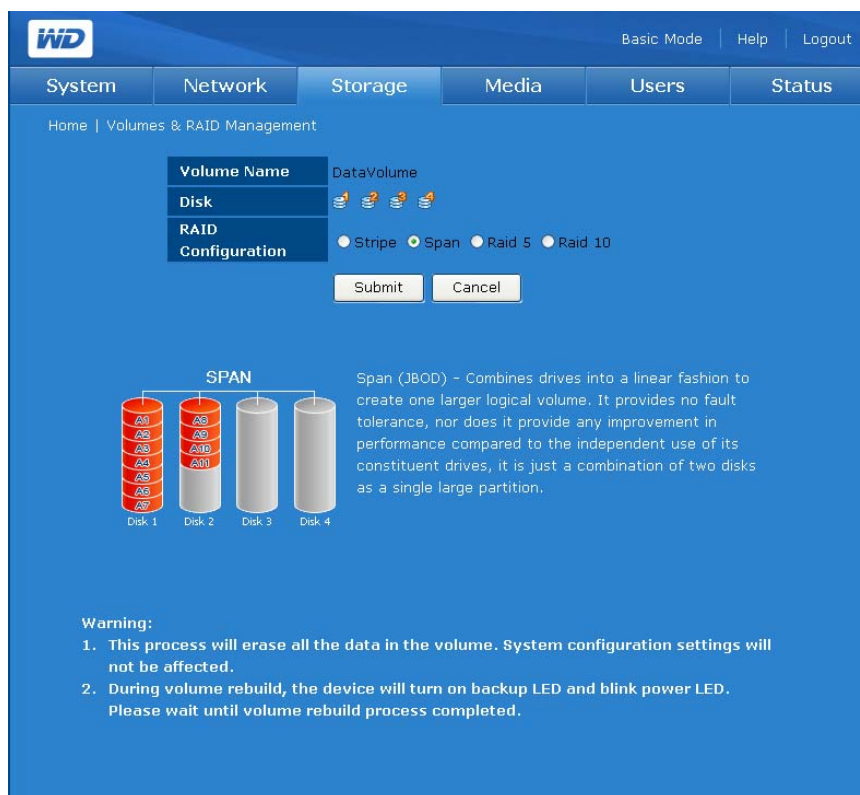 WD
Basic Mode | Help | Logout
System Network Storage Media Users Status
Home | Volumes & RAID Management
Volume Name DataVolume
Disk 1 2 3 4
RAID
Configuration Stripe Span Raid 5 Raid 10
Submit Cancel
SPAN
A1
A2
A3
A4
A5
A6
A7
A8
A9
A10
A11
Disk 1 Disk 2 Disk 3 Disk 4
Span (JBOD) - Combines drives into a linear fashion to
create one larger logical volume. It provides no fault
tolerance, nor does it provide any improvement in
performance compared to the independent use of its
constituent drives, it is just a combination of two disks
as a single large partition.
Warning:
1. This process will erase all the data in the volume. System configuration settings will
not be affected.
2. During volume rebuild, the device will turn on backup LED and blink power LED.
Please wait until volume rebuild process completed.